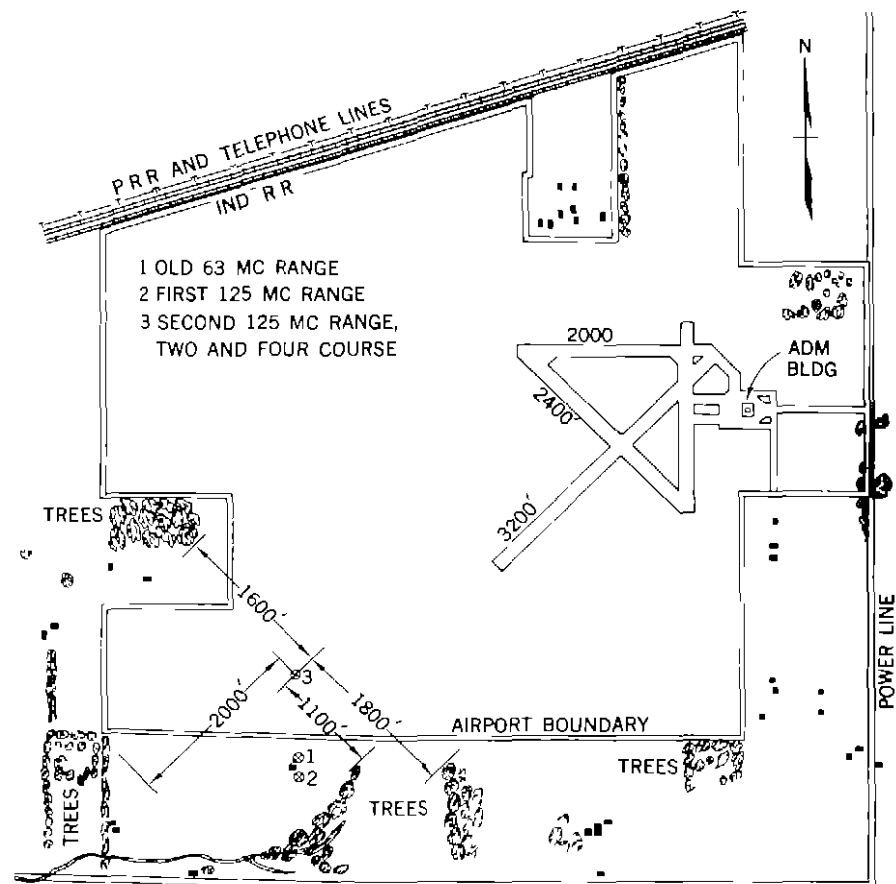 N
PRR AND TELEPHONE LINES
IND RR
1 OLD 63 MC RANGE
2 FIRST 125 MC RANGE
3 SECOND 125 MC RANGE,
TWO AND FOUR COURSE
2000
ADM
BLDG
2400'
3200'
TREES
1600'
3
2000'
1100'
1800'
POWER LINE
AIRPORT BOUNDARY
1
2
TREES
TREES
TREES